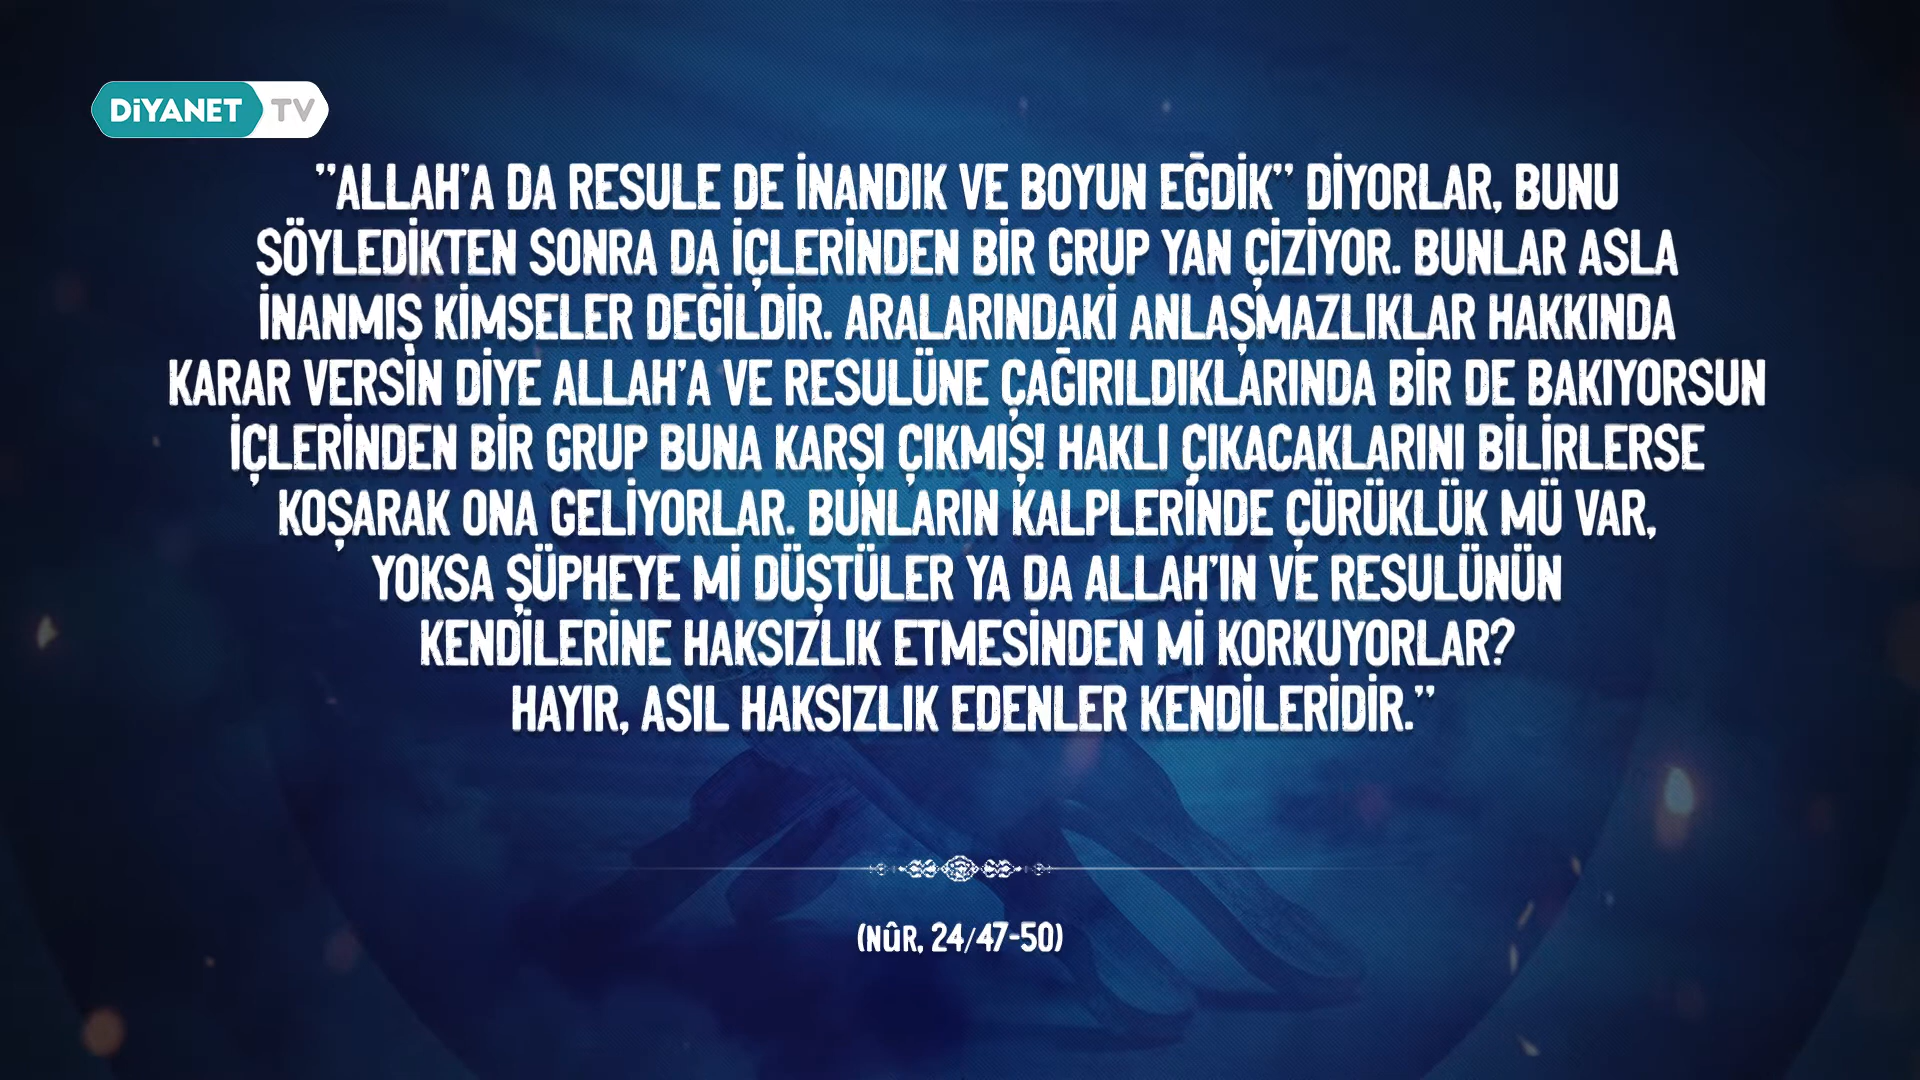 DİYANET TV
"ALLAH'A DA RESULE DE İNANDIK VE BOYUN EĞDİK" DİYORLAR, BUNU
SÖYLEDİKTEN SONRA DA İÇLERİNDEN BİR GRUP YAN ÇİZİYOR. BUNLAR ASLA
İNANMIŞ KİMSELER DEĞİLDİR. ARALARINDAKİ ANLAŞMAZLIKLAR HAKKINDA
KARAR VERSİN DİYE ALLAH'A VE RESULÜNE ÇAĞIRILDIKLARINDA BİR DE BAKIYORSUN
İÇLERİNDEN BİR GRUP BUNA KARŞI ÇIKMIŞ! HAKLI ÇIKACAKLARINI BİLİRLERSE
KOŞARAK ONA GELİYORLAR. BUNLARIN KALPLERİNDE ÇÜRÜKLÜK MÜ VAR,
YOKSA ŞÜPHEYE Mİ DÜŞTÜLER YA DA ALLAH'IN VE RESULÜNÜN
KENDİLERİNE HAKSIZLIK ETMESİNDEN Mİ KORKUYORLAR?
HAYIR, ASIL HAKSIZLIK EDENLER KENDİLERİDİR."
(NÛR, 24/47-50)